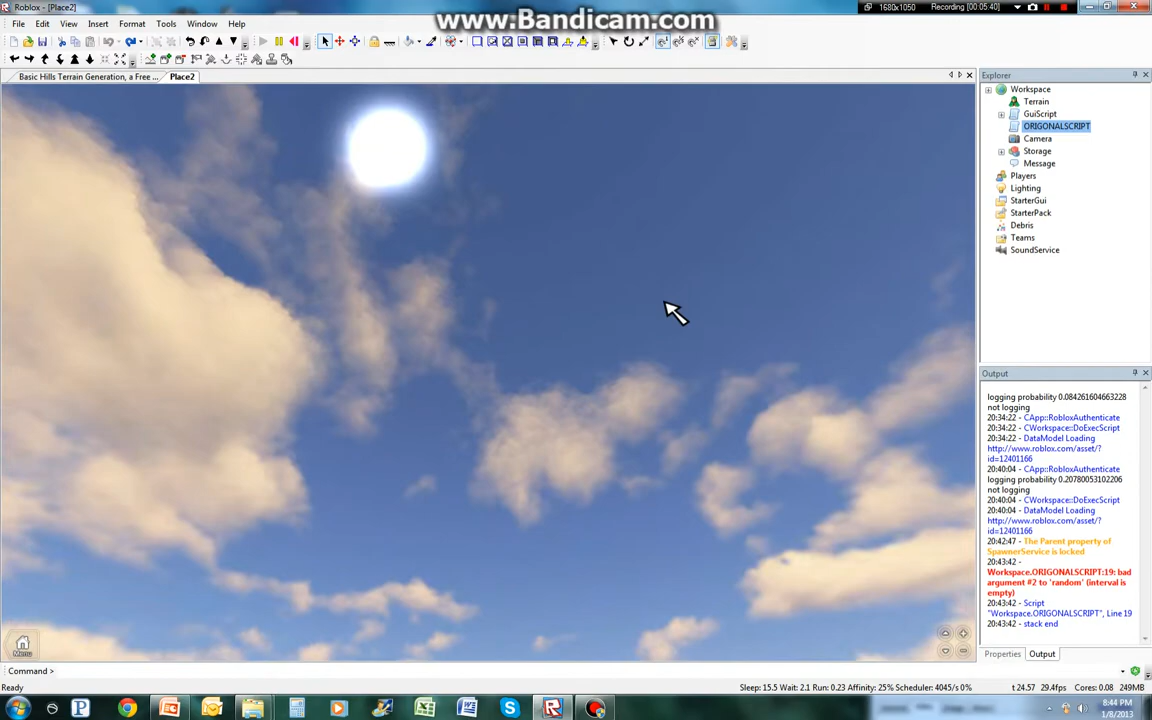 Roblox - [Place2]
www.Bandicam.com
1680x1050
Recording [00:05:40]
File Edit View Insert Format Tools Window Help
Basic Hills Terrain Generation, a Free ...
Place2
Explorer
Workspace
Terrain
GuiScript
ORIGONALSCRIPT
Camera
Storage
Message
Players
Lighting
StarterGui
StarterPack
Debris
Teams
SoundService
Output
logging probability 0.084261604663228
not logging
20:34:22 - CApp::RobloxAuthenticate
20:34:22 - CWorkspace::DoExecScript
20:34:22 - DataModel Loading
http://www.roblox.com/asset/?
id=12401166
20:40:04 - CApp::RobloxAuthenticate
logging probability 0.20780053102206
not logging
20:40:04 - CWorkspace::DoExecScript
20:40:04 - DataModel Loading
http://www.roblox.com/asset/?
id=12401166
20:42:47 - The Parent property of
SpawnerService is locked
20:43:42 -
Workspace.ORIGONALSCRIPT:19: bad
argument #2 to 'random' (interval is
empty)
20:43:42 - Script
"Workspace.ORIGONALSCRIPT", Line 19
20:43:42 - stack end
Menu
Properties Output
Command >
Ready
Sleep: 15.5 Wait: 2.1 Run: 0.23 Affinity: 25% Scheduler: 4045/s 0%
t 24.57 29.4fps Cores: 0.08 249MB
8:44 PM
1/8/2013